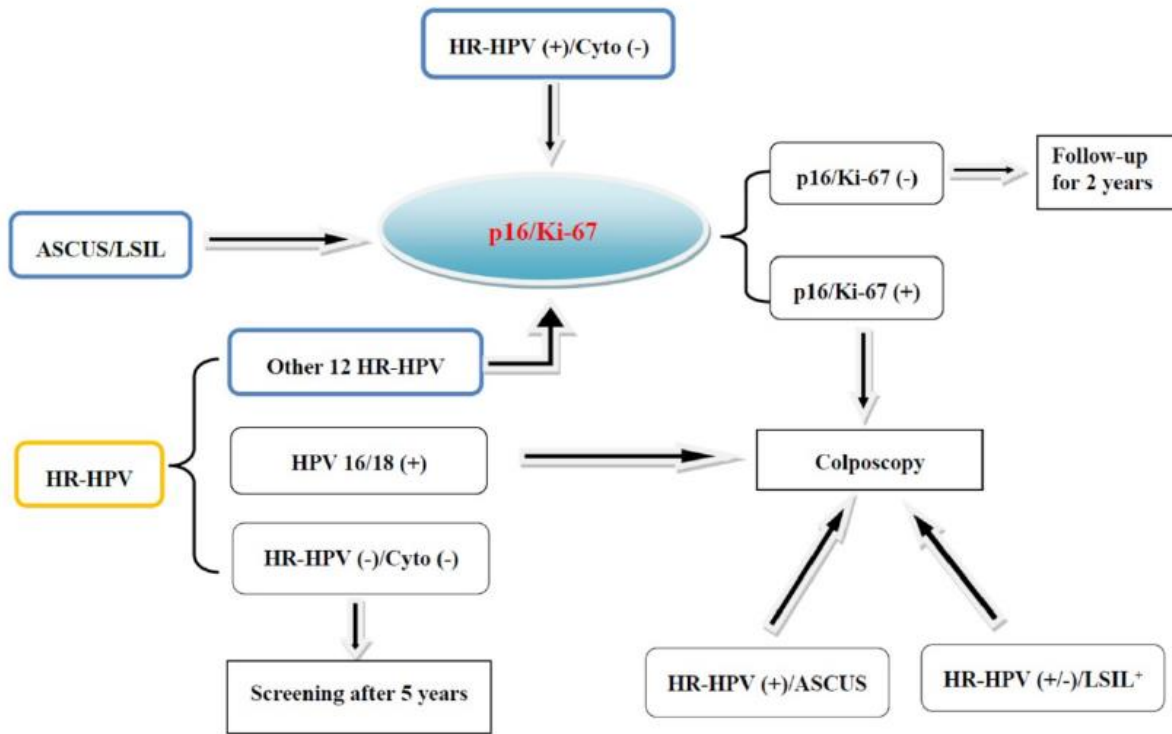 HR-HPV (+)/Cyto (-)
p16/Ki-67 (-)
Follow-up
for 2 years
ASCUS/LSIL
p16/Ki-67
p16/Ki-67 (+)
Other 12 HR-HPV
HR-HPV
HPV 16/18 (+)
Colposcopy
HR-HPV (-)/Cyto (-)
Screening after 5 years
HR-HPV (+)/ASCUS
HR-HPV (+/-)/LSIL⁺